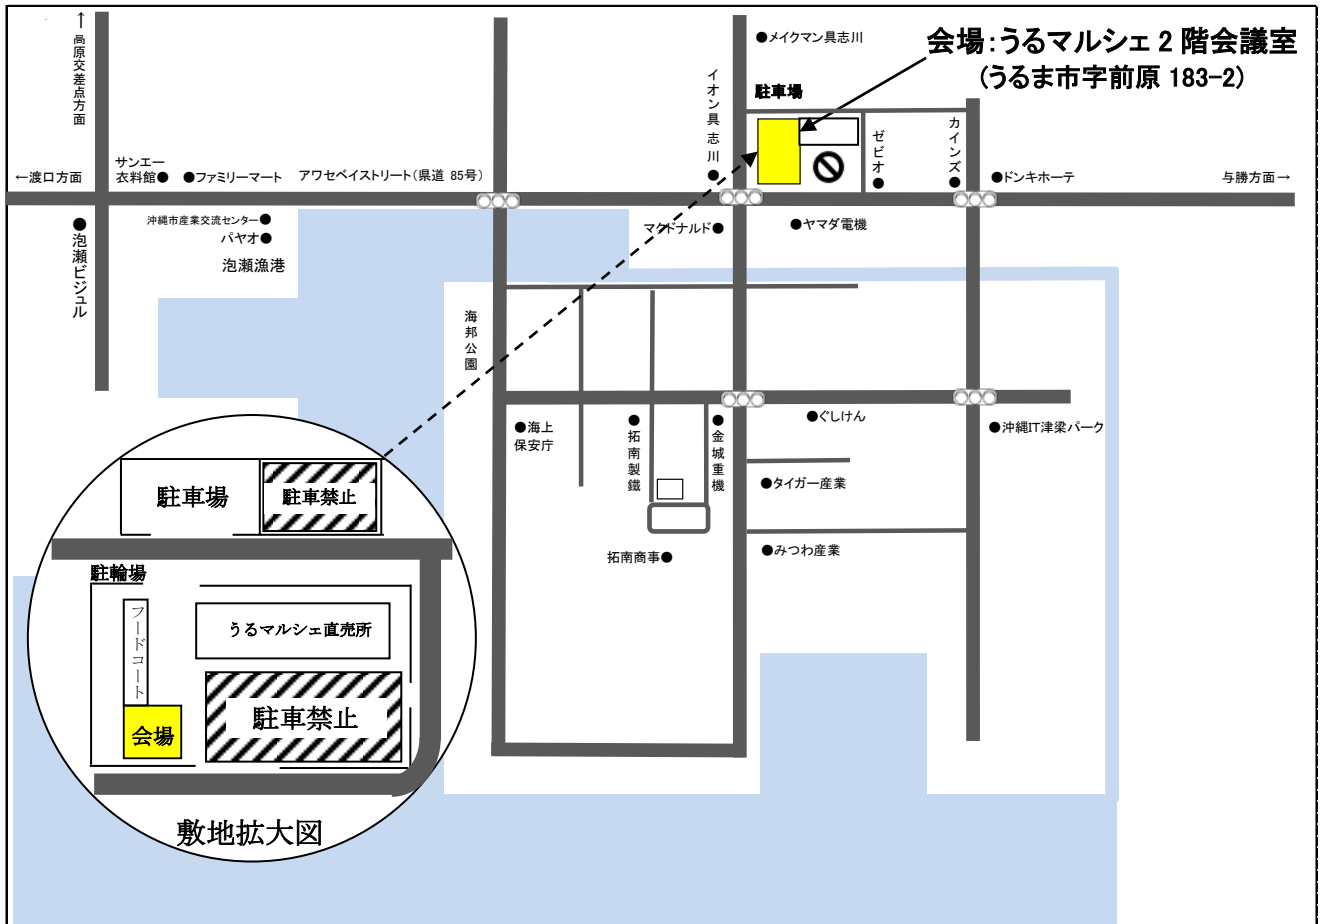 会場：うるマルシェ 2 階会議室
(うるま市字前原 183-2)
↑高原交差点方面
●メイクマン具志川
駐車場
イオン具志川●
ゼビオ●
カインズ●
←渡口方面
サンエー
衣料館●
●ファミリーマート
アワセベイストリート(県道 85号)
●ドンキホーテ
与勝方面→
●泡瀬ビジュル
沖縄市産業交流センター●
パヤオ●
泡瀬漁港
マクドナルド●
●ヤマダ電機
海邦公園
●海上
保安庁
●拓南製鐵
●金城重機
●ぐしけん
●沖縄IT津梁パーク
●タイガー産業
拓南商事●
●みつわ産業
駐車場
駐車禁止
駐輪場
フードコート
うるマルシェ直売所
会場
駐車禁止
敷地拡大図